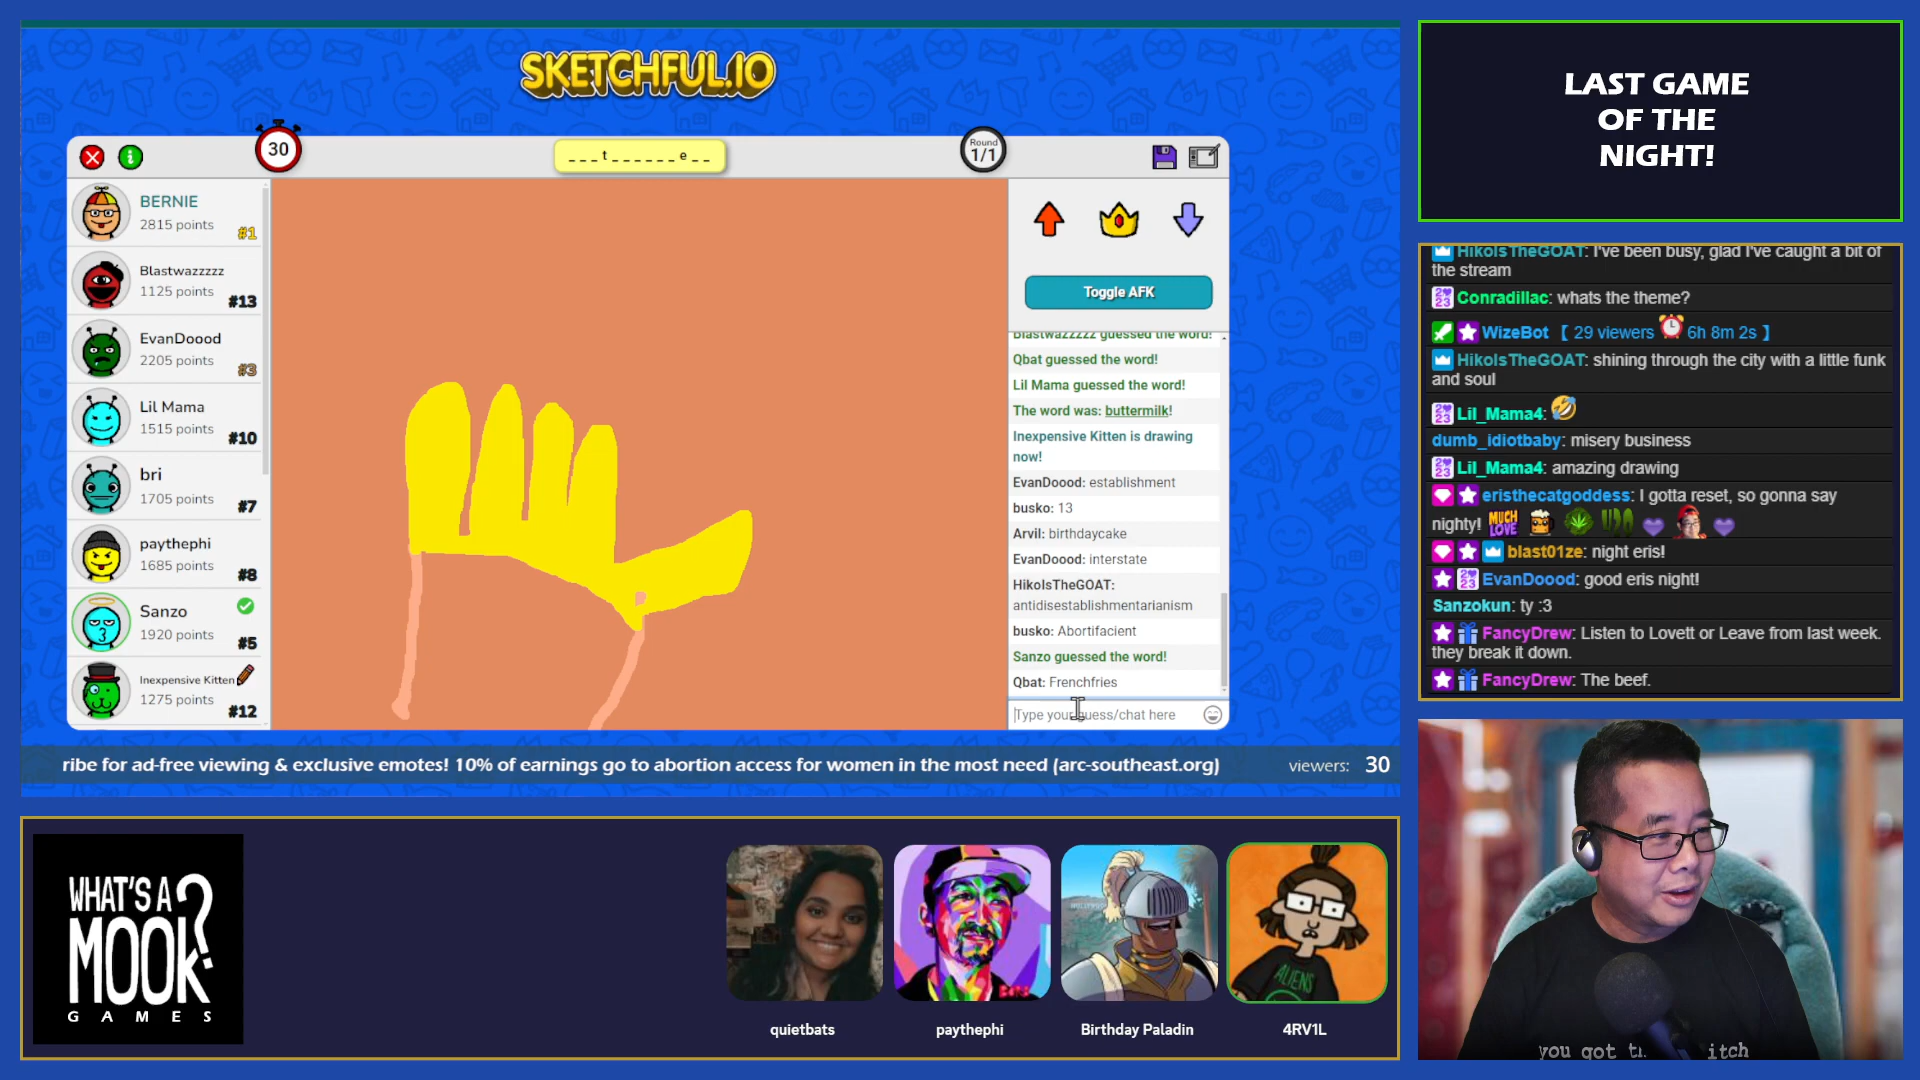 SKETCHFUL.IO
30
_ _ _ t _ _ _ _ _ _ e _ _
Round
1/1
BERNIE
2815 points
#1
Blastwazzzzz
1125 points
#13
EvanDoood
2205 points
#3
Lil Mama
1515 points
#10
bri
1705 points
#7
paythephi
1685 points
#8
Sanzo
1920 points
#5
Inexpensive Kitten
1275 points
#12
Toggle AFK
Blastwazzzzz guessed the word!
Qbat guessed the word!
Lil Mama guessed the word!
The word was: buttermilk!
Inexpensive Kitten is drawing
now!
EvanDoood: establishment
busko: 13
Arvil: birthdaycake
EvanDoood: interstate
HikoIsTheGOAT:
antidisestablishmentarianism
busko: Abortifacient
Sanzo guessed the word!
Qbat: Frenchfries
Type your guess/chat here
ribe for ad-free viewing & exclusive emotes! 10% of earnings go to abortion access for women in the most need (arc-southeast.org)
viewers: 30
WHAT'S A
MOOK?
GAMES
quietbats
paythephi
Birthday Paladin
ALIENS
4RV1L
LAST GAME
OF THE
NIGHT!
HikoIsTheGOAT: I've been busy, glad I've caught a bit of
the stream
Conradillac: whats the theme?
WizeBot [ 29 viewers 6h 8m 2s ]
HikoIsTheGOAT: shining through the city with a little funk
and soul
Lil_Mama4:
dumb_idiotbaby: misery business
Lil_Mama4: amazing drawing
eristhecatgoddess: I gotta reset, so gonna say
nighty! MUCH LOVE
blast01ze: night eris!
EvanDoood: good eris night!
Sanzokun: ty :3
FancyDrew: Listen to Lovett or Leave from last week.
they break it down.
FancyDrew: The beef.
you got itch